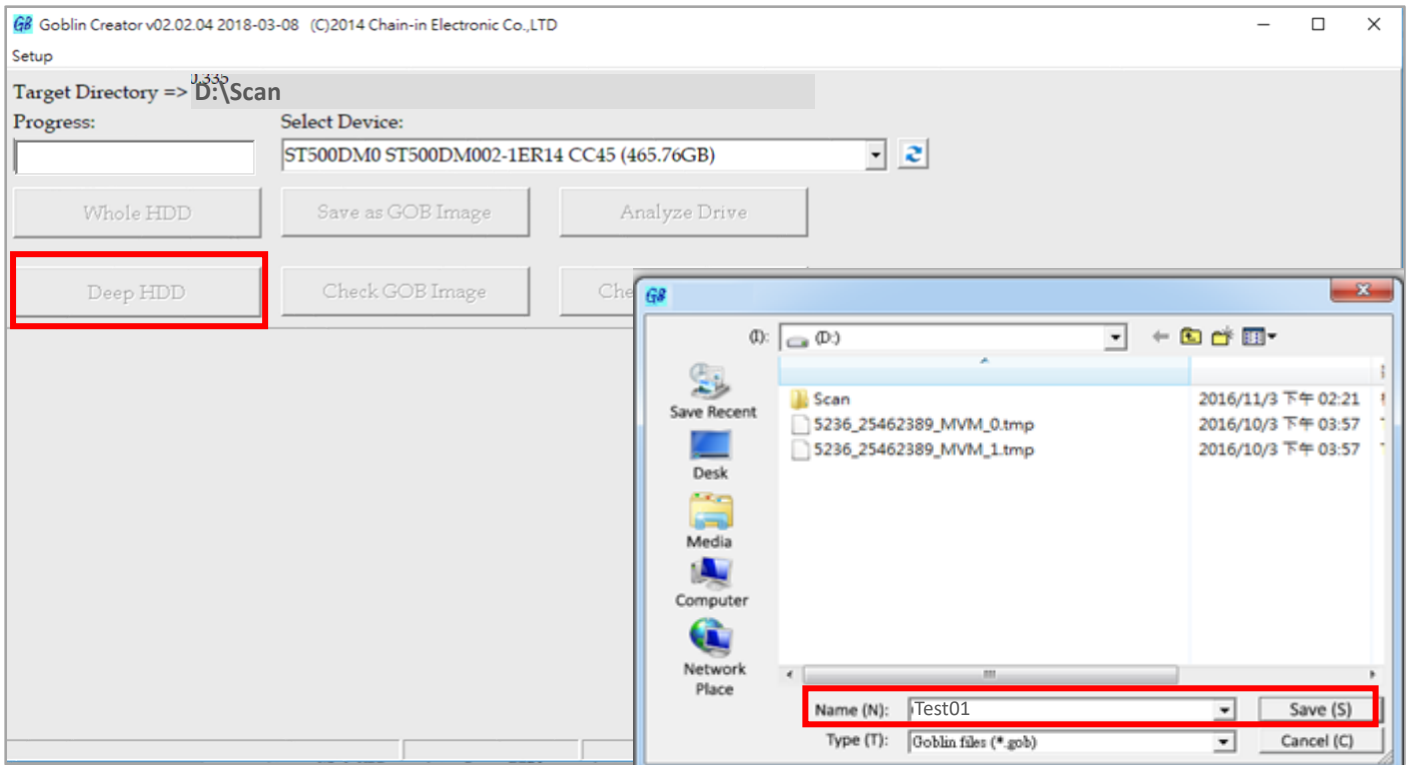 GB Goblin Creator v02.02.04 2018-03-08 (C)2014 Chain-in Electronic Co.,LTD
Setup
Target Directory => D:\Scan
Progress:
Select Device:
ST500DM0 ST500DM002-1ER14 CC45 (465.76GB)
Whole HDD
Save as GOB Image
Analyze Drive
Deep HDD
Check GOB Image
Che
GB
(I):
(D:)
Save Recent
Desk
Media
Computer
Network
Place
Scan
2016/11/3 下午 02:21
5236_25462389_MVM_0.tmp
2016/10/3 下午 03:57
5236_25462389_MVM_1.tmp
2016/10/3 下午 03:57
Name (N):
Test01
Save (S)
Type (T):
Goblin files (*.gob)
Cancel (C)